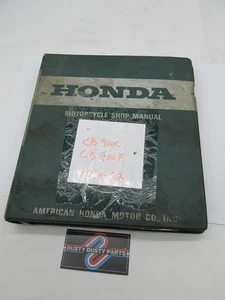 HONDA
MOTORCYCLE SHOP MANUAL
CB 900C
CB 900F
AMERICAN HONDA MOTOR CO., INC.
RUSTY DUSTY PARTS